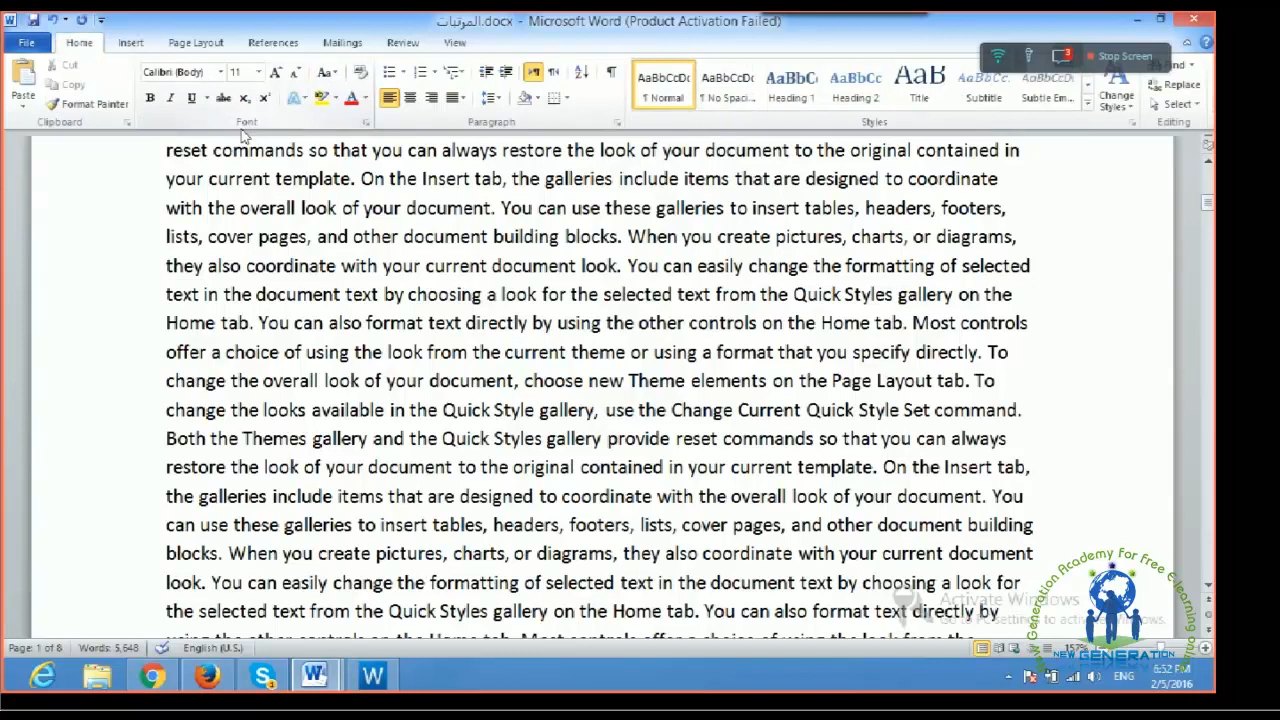 المرتبات.docx - Microsoft Word (Product Activation Failed)
File Home Insert Page Layout References Mailings Review View
3 Stop Screen
Paste
Cut
Copy
Format Painter
Clipboard
Calibri (Body) 11
Font
Paragraph
AaBbCcDc ¶ Normal
AaBbCcDc ¶ No Spaci...
AaBbC Heading 1
AaBbCc Heading 2
AaB Title
AaBbCc. Subtitle
AaBbCcDc Subtle Em...
Change Styles
Styles
Find
Replace
Select
Editing
reset commands so that you can always restore the look of your document to the original contained in
your current template. On the Insert tab, the galleries include items that are designed to coordinate
with the overall look of your document. You can use these galleries to insert tables, headers, footers,
lists, cover pages, and other document building blocks. When you create pictures, charts, or diagrams,
they also coordinate with your current document look. You can easily change the formatting of selected
text in the document text by choosing a look for the selected text from the Quick Styles gallery on the
Home tab. You can also format text directly by using the other controls on the Home tab. Most controls
offer a choice of using the look from the current theme or using a format that you specify directly. To
change the overall look of your document, choose new Theme elements on the Page Layout tab. To
change the looks available in the Quick Style gallery, use the Change Current Quick Style Set command.
Both the Themes gallery and the Quick Styles gallery provide reset commands so that you can always
restore the look of your document to the original contained in your current template. On the Insert tab,
the galleries include items that are designed to coordinate with the overall look of your document. You
can use these galleries to insert tables, headers, footers, lists, cover pages, and other document building
blocks. When you create pictures, charts, or diagrams, they also coordinate with your current document
look. You can easily change the formatting of selected text in the document text by choosing a look for
the selected text from the Quick Styles gallery on the Home tab. You can also format text directly by
Activate Windows
Go to PC settings to activate Windows.
Generation Academy For Free E-learning
NEW GENERATION
Page: 1 of 8 Words: 5,648 English (U.S.) 157%
ENG
6:52 PM
2/5/2016